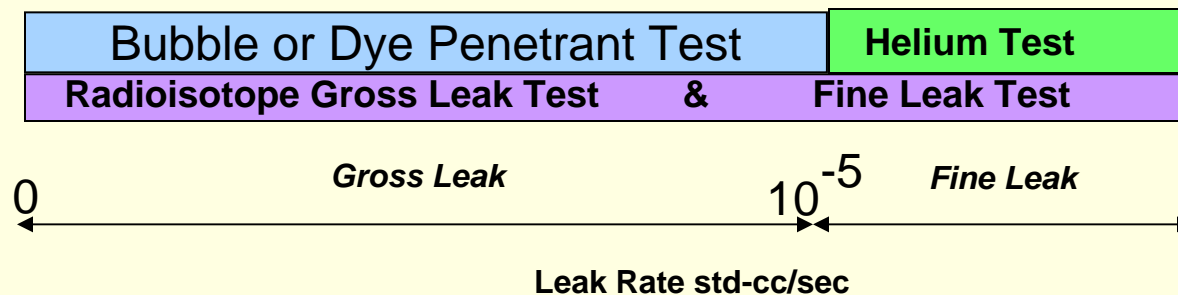 Bubble or Dye Penetrant Test Helium Test
Radioisotope Gross Leak Test & Fine Leak Test
0 Gross Leak 10-5 Fine Leak
Leak Rate std-cc/sec